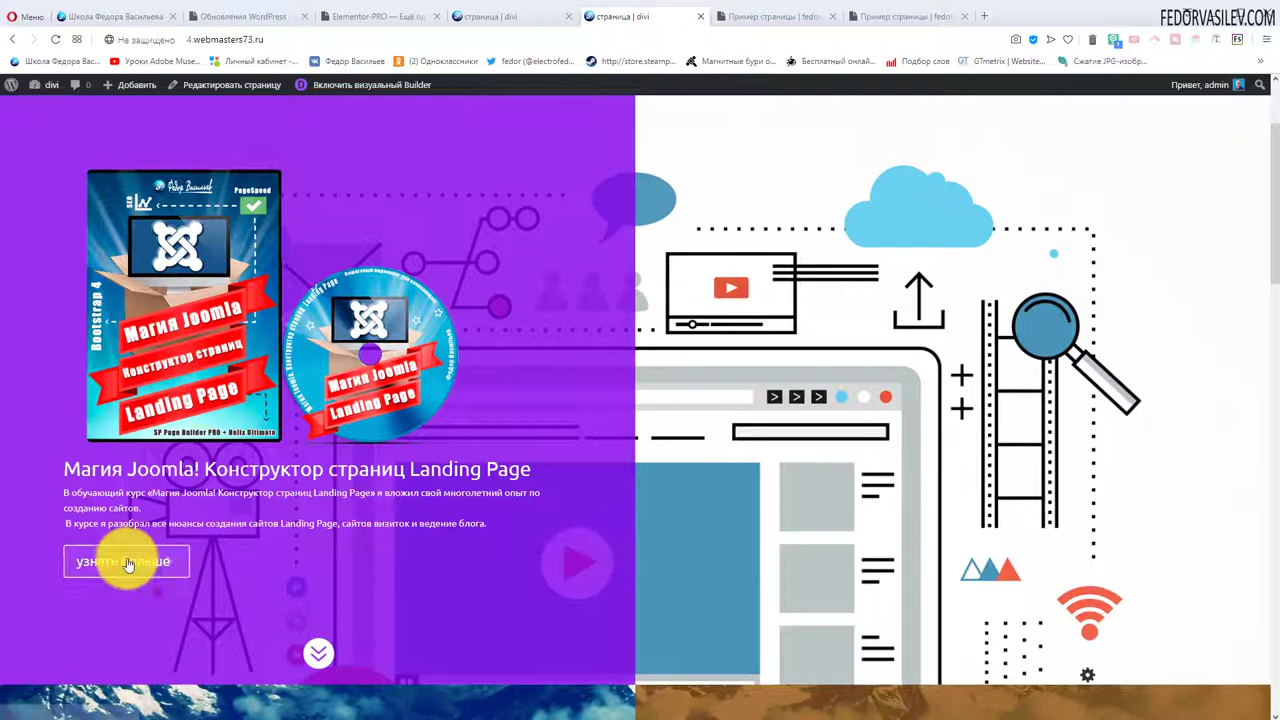 Меню
Школа Федора Васильева
Обновления WordPress
Elementor-PRO — Ещё од
страница | divi
страница | divi
Пример страницы | fedor
Пример страницы | fedor
FEDORVASILEV.COM
Не защищено
4.webmasters73.ru
Школа Федора Вас...
Уроки Adobe Muse...
Личный кабинет -...
Федор Васильев
(2) Одноклассники
fedor (@electrofed...
http://store.steamp...
Магнитные бури о...
Бесплатный онлай...
Подбор слов
GTmetrix | Website...
Сжатие JPG-изобр...
divi
0
Добавить
Редактировать страницу
Включить визуальный Builder
Привет, admin
Федор Васильев
PageSpeed
SEO
Bootstrap 4
Магия Joomla
Конструктор страниц
Landing Page
SP Page Builder PRO + Helix Ultimate
Магия Joomla
Landing Page
Магия Joomla! Конструктор страниц Landing Page
В обучающий курс «Магия Joomla! Конструктор страниц Landing Page» я вложил свой многолетний опыт по
созданию сайтов.
В курсе я разобрал все нюансы создания сайтов Landing Page, сайтов визиток и ведение блога.
узнать больше